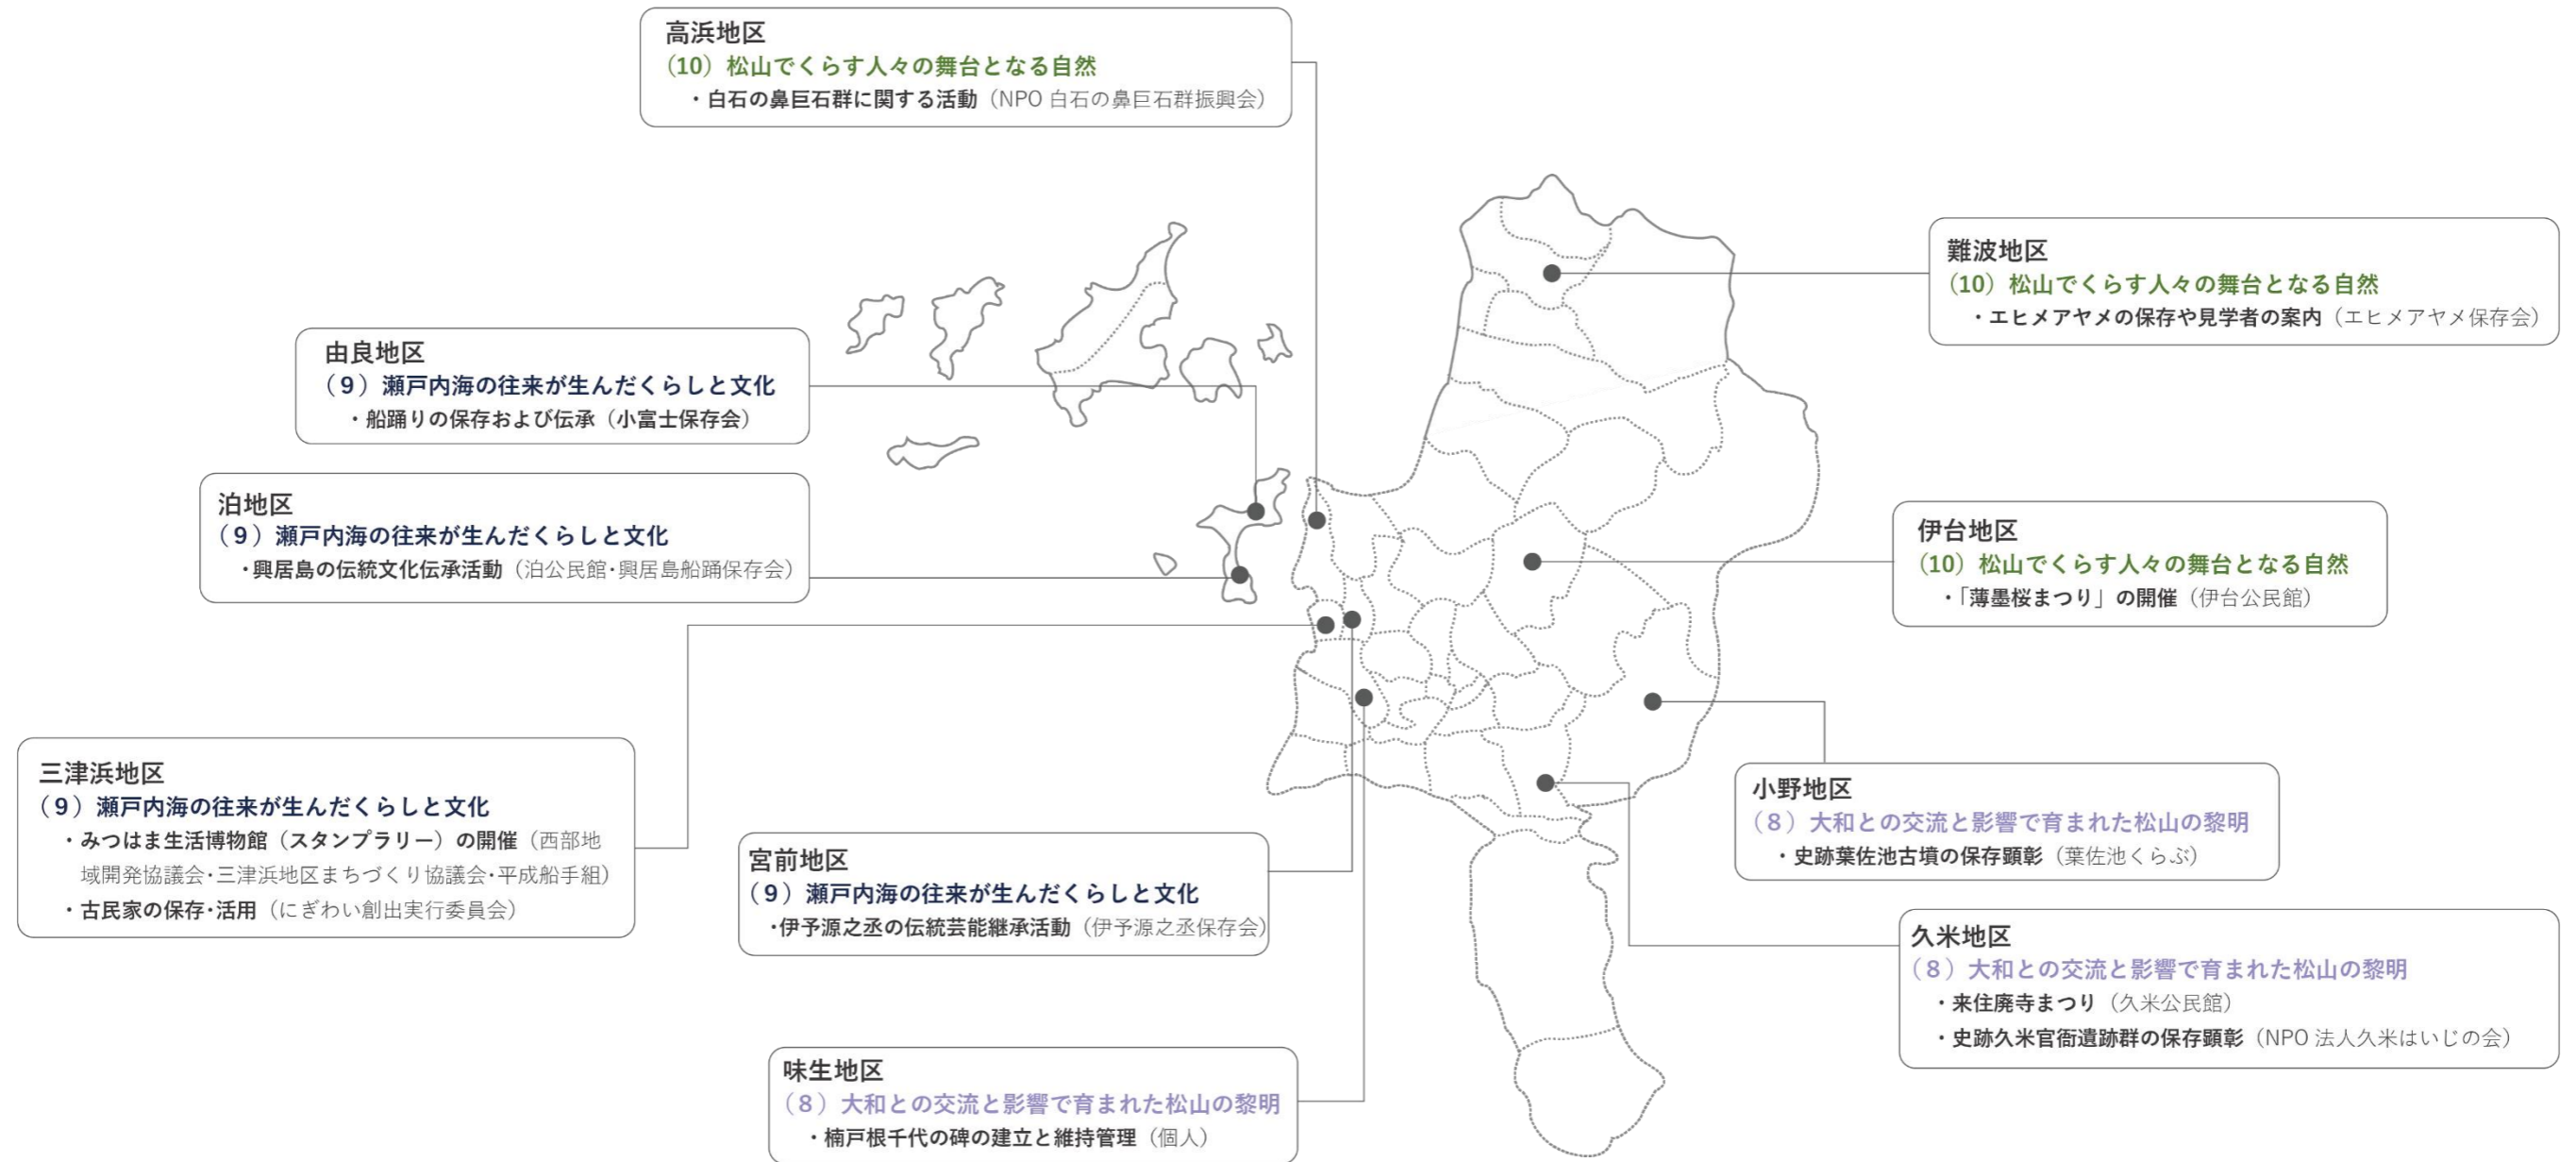 高浜地区
（10）松山でくらす人々の舞台となる自然
・白石の鼻巨石群に関する活動（NPO 白石の鼻巨石群振興会）
難波地区
（10）松山でくらす人々の舞台となる自然
・エヒメアヤメの保存や見学者の案内（エヒメアヤメ保存会）
由良地区
（９）瀬戸内海の往来が生んだくらしと文化
・船踊りの保存および伝承（小富士保存会）
泊地区
（９）瀬戸内海の往来が生んだくらしと文化
・興居島の伝統文化伝承活動（泊公民館・興居島船踊保存会）
伊台地区
（10）松山でくらす人々の舞台となる自然
・「薄墨桜まつり」の開催（伊台公民館）
三津浜地区
（９）瀬戸内海の往来が生んだくらしと文化
・みつはま生活博物館（スタンプラリー）の開催（西部地
域開発協議会・三津浜地区まちづくり協議会・平成船手組）
・古民家の保存・活用（にぎわい創出実行委員会）
宮前地区
（９）瀬戸内海の往来が生んだくらしと文化
・伊予源之丞の伝統芸能継承活動（伊予源之丞保存会）
小野地区
（８）大和との交流と影響で育まれた松山の黎明
・史跡葉佐池古墳の保存顕彰（葉佐池くらぶ）
久米地区
（８）大和との交流と影響で育まれた松山の黎明
・来住廃寺まつり（久米公民館）
・史跡久米官衙遺跡群の保存顕彰（NPO 法人久米はいじの会）
味生地区
（８）大和との交流と影響で育まれた松山の黎明
・楠戸根千代の碑の建立と維持管理（個人）